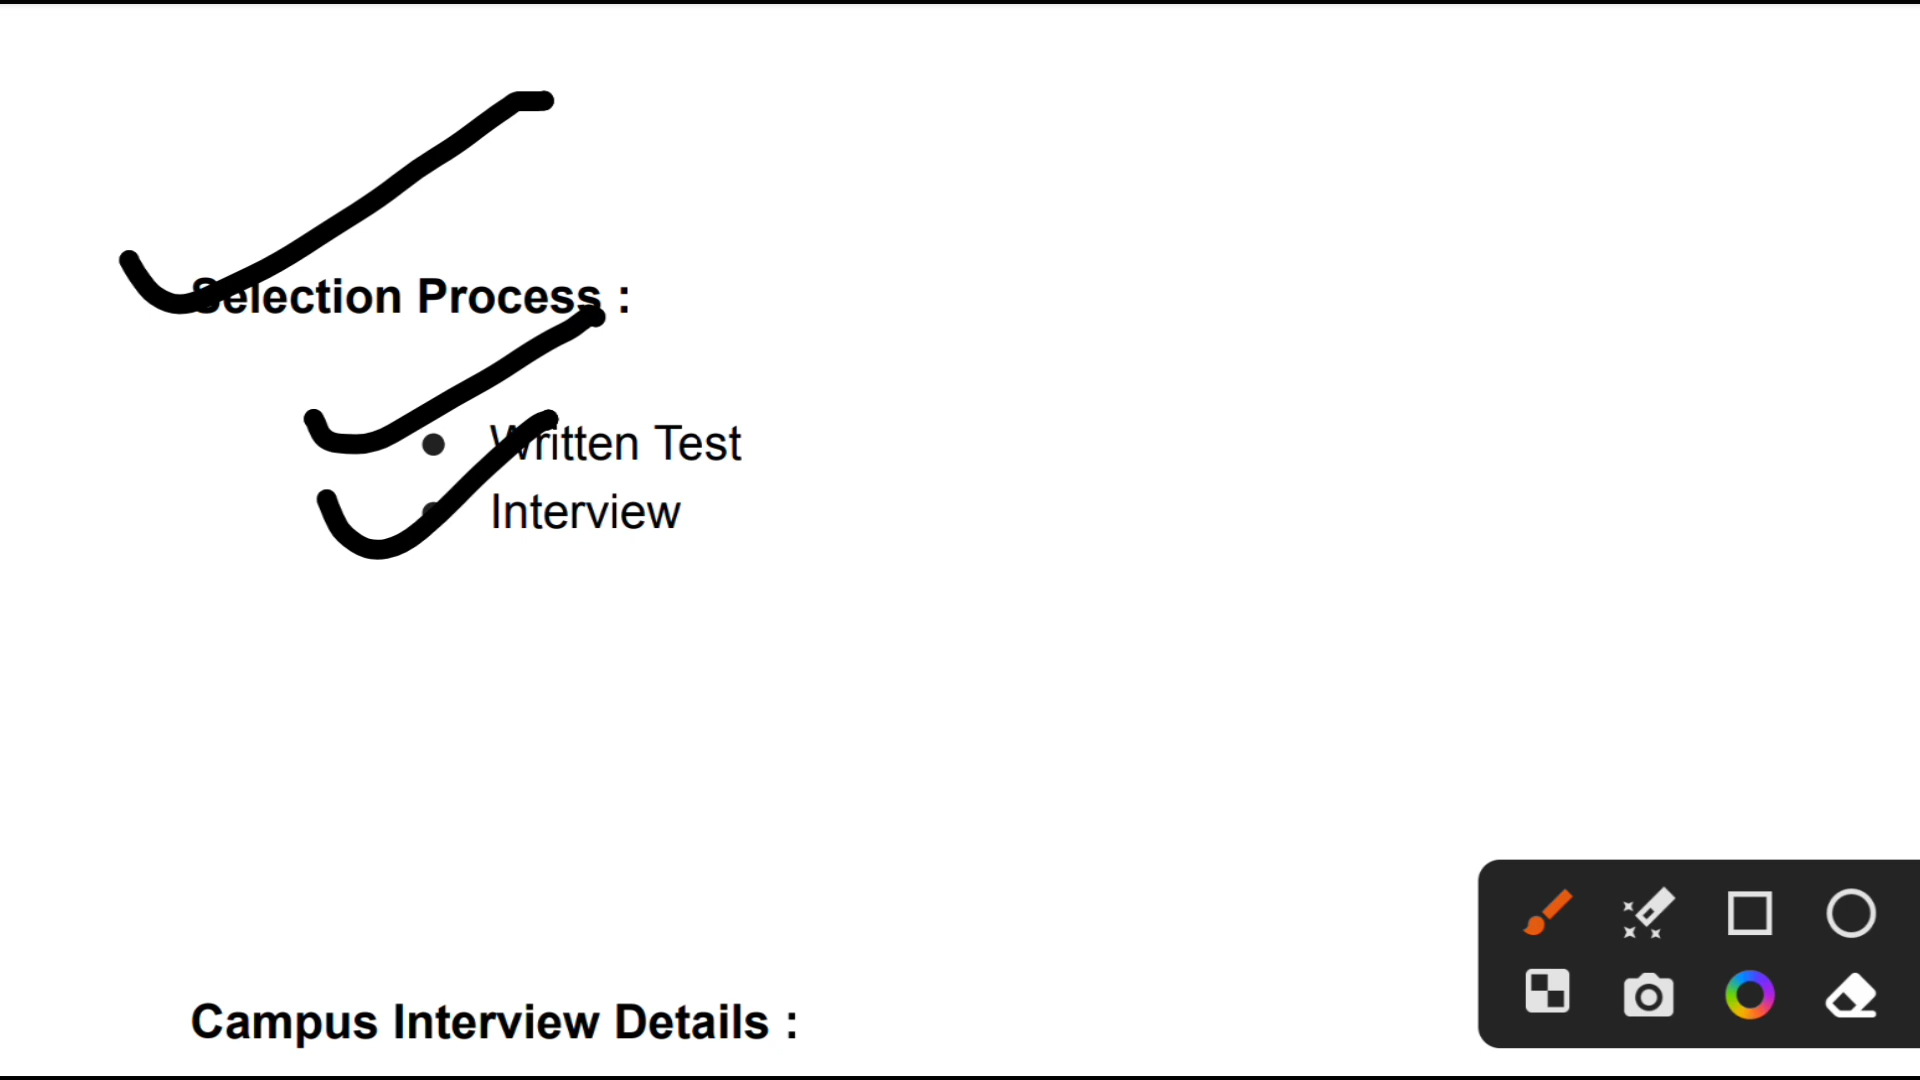 Selection Process :
Written Test
Interview
Campus Interview Details :